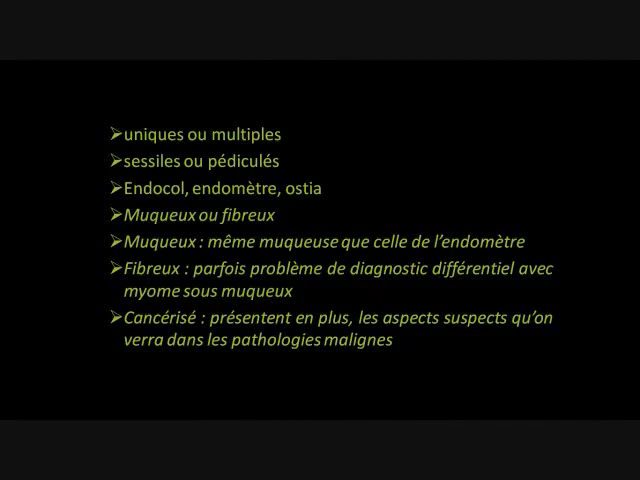 ➢uniques ou multiples
➢sessiles ou pédiculés
➢Endocol, endomètre, ostia
➢Muqueux ou fibreux
➢Muqueux : même muqueuse que celle de l’endomètre
➢Fibreux : parfois problème de diagnostic différentiel avec
myome sous muqueux
➢Cancérisé : présentent en plus, les aspects suspects qu’on
verra dans les pathologies malignes